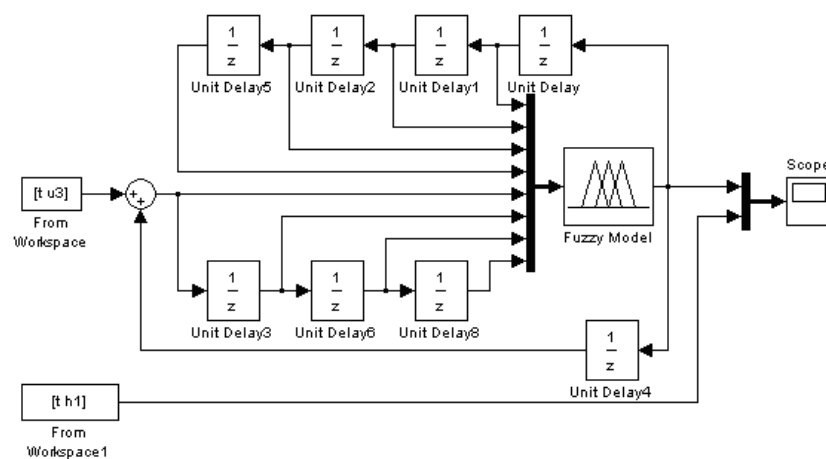 1
z
1
z
1
z
1
z
Unit Delay5
Unit Delay2
Unit Delay1
Unit Delay
Scope
[t u3]
+
+
From
Workspace
Fuzzy Model
1
z
1
z
1
z
Unit Delay3
Unit Delay6
Unit Delay8
1
z
Unit Delay4
[t h1]
From
Workspace1